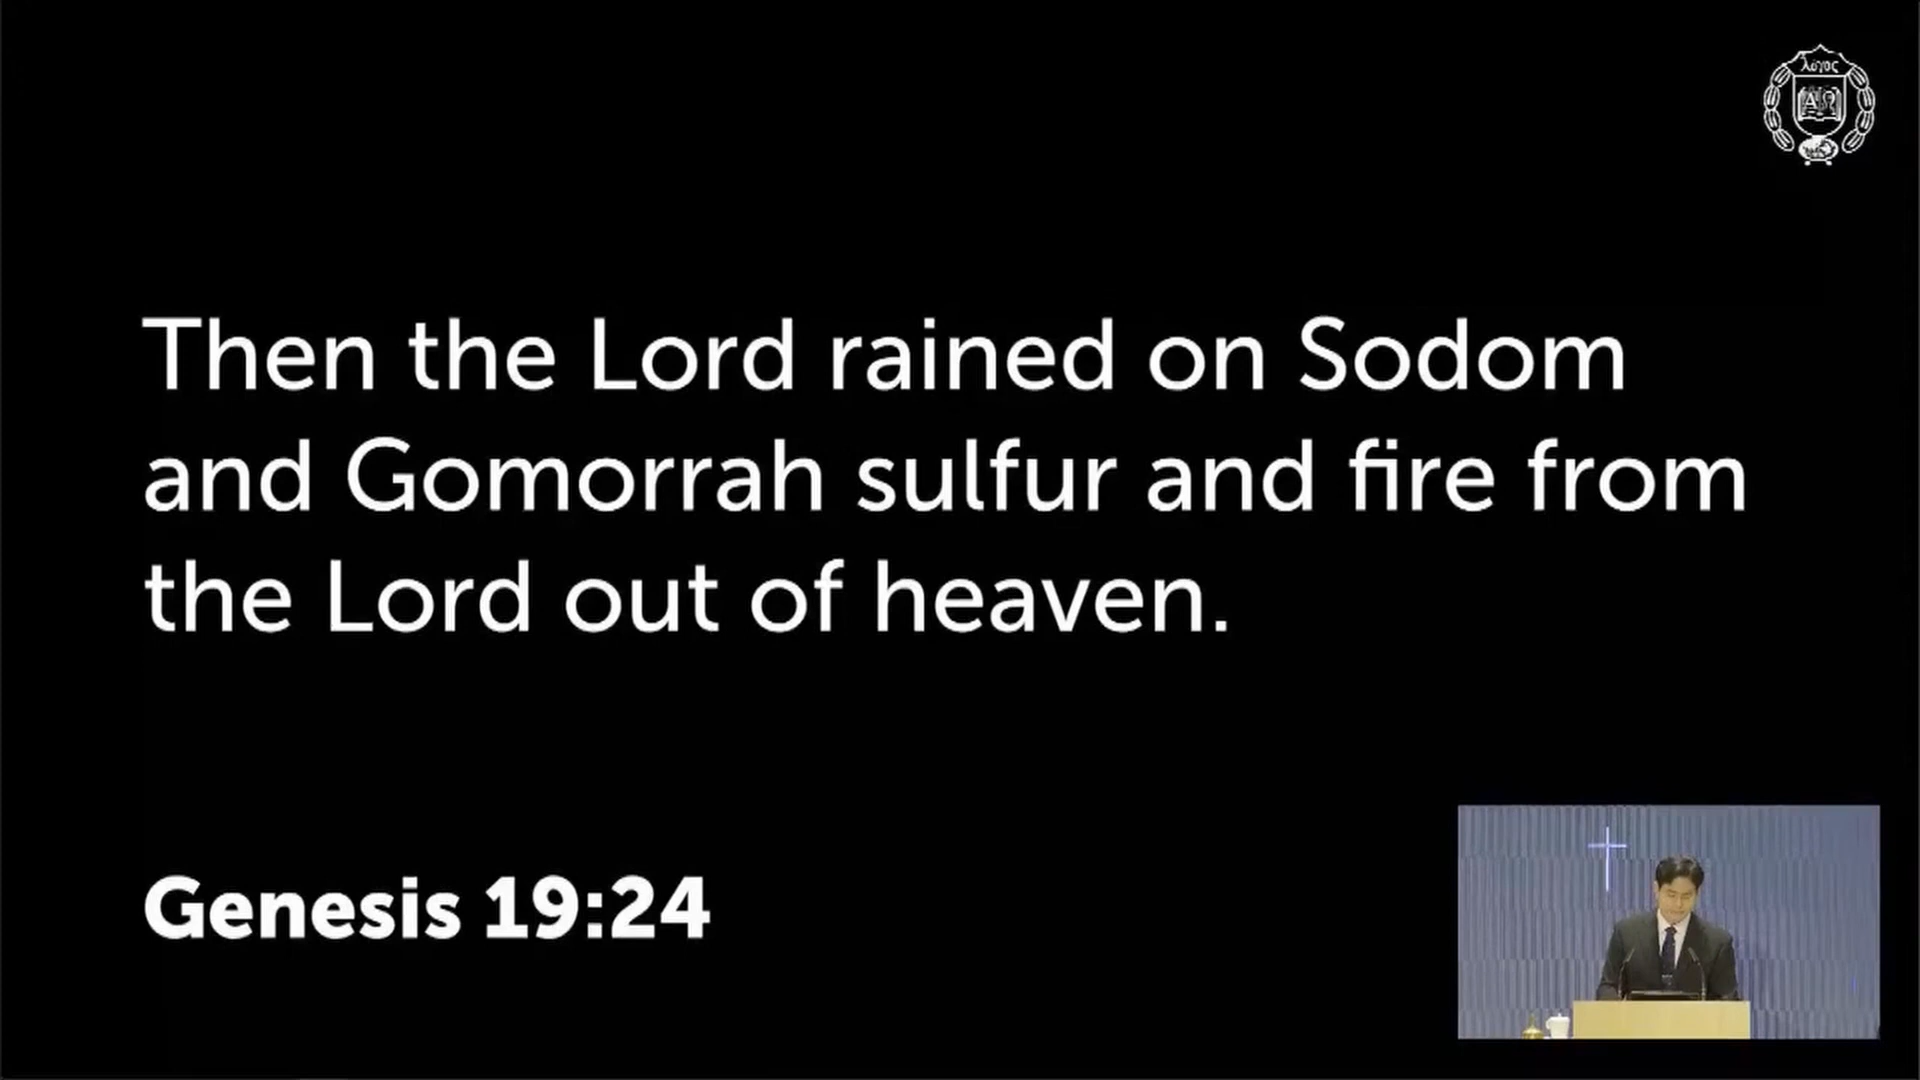 λόγος
Α Ω
Then the Lord rained on Sodom
and Gomorrah sulfur and fire from
the Lord out of heaven.
Genesis 19:24